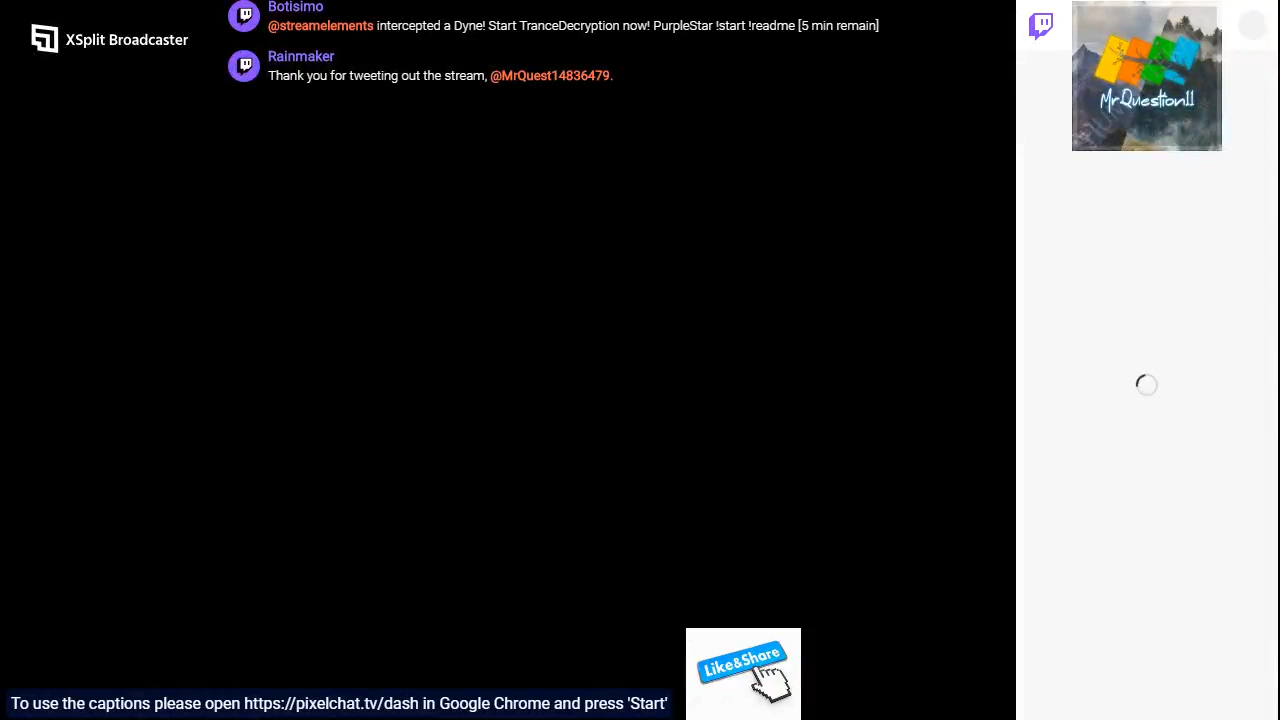 XSplit Broadcaster
Botisimo
@streamelements intercepted a Dyne! Start TranceDecryption now! PurpleStar !start !readme [5 min remain]
Rainmaker
Thank you for tweeting out the stream, @MrQuest14836479.
MrQuestion11
Like&Share
To use the captions please open https://pixelchat.tv/dash in Google Chrome and press 'Start'